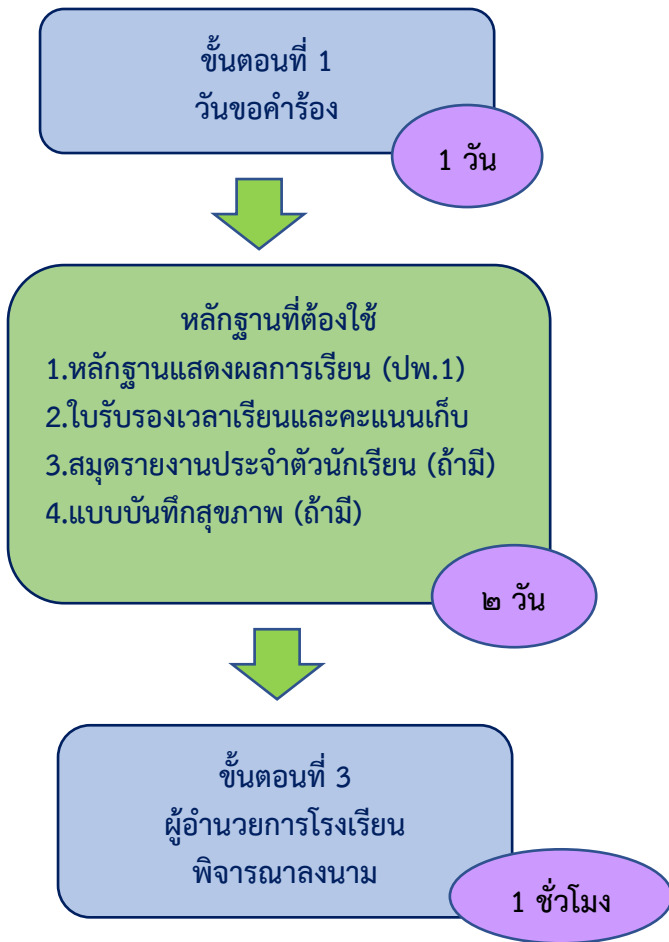 ขั้นตอนที่ 1
วันขอคำร้อง
1 วัน
หลักฐานที่ต้องใช้
1.หลักฐานแสดงผลการเรียน (ปพ.1)
2.ใบรับรองเวลาเรียนและคะแนนเก็บ
3.สมุดรายงานประจำตัวนักเรียน (ถ้ามี)
4.แบบบันทึกสุขภาพ (ถ้ามี)
๒ วัน
ขั้นตอนที่ 3
ผู้อำนวยการโรงเรียน
พิจารณาลงนาม
1 ชั่วโมง